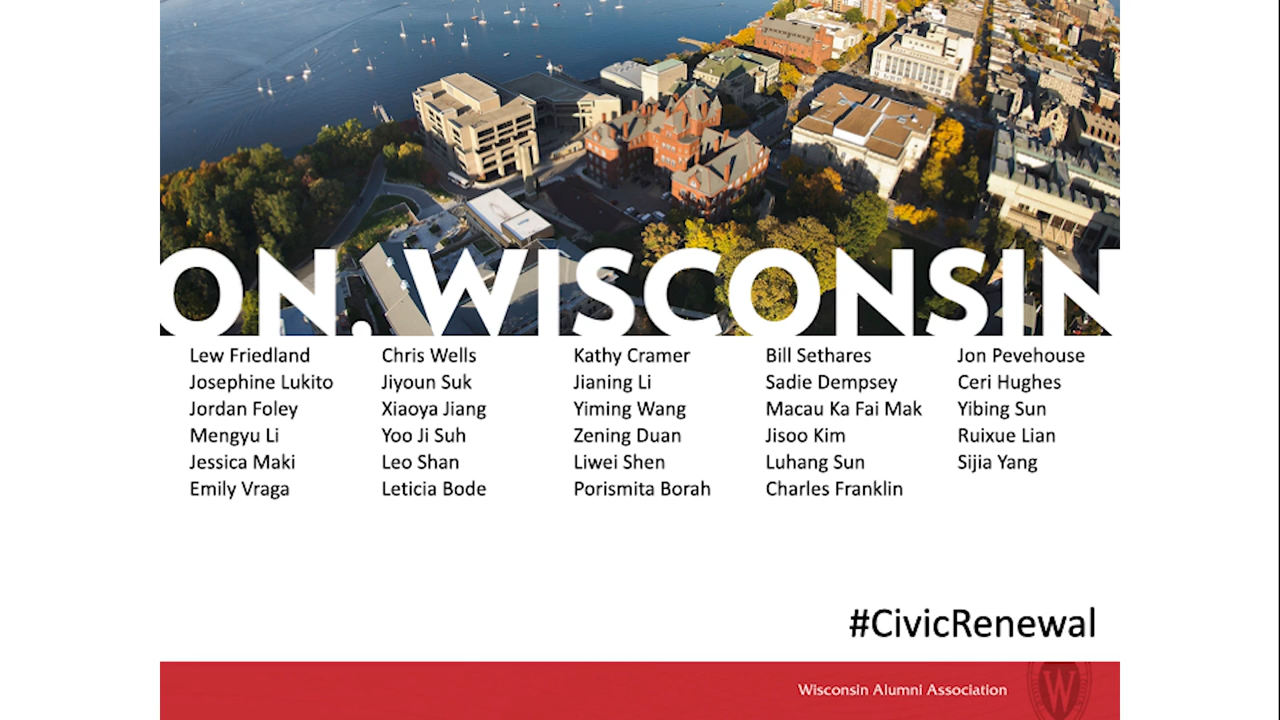 ON, WISCONSIN
Lew Friedland
Josephine Lukito
Jordan Foley
Mengyu Li
Jessica Maki
Emily Vraga
Chris Wells
Jiyoun Suk
Xiaoya Jiang
Yoo Ji Suh
Leo Shan
Leticia Bode
Kathy Cramer
Jianing Li
Yiming Wang
Zening Duan
Liwei Shen
Porismita Borah
Bill Sethares
Sadie Dempsey
Macau Ka Fai Mak
Jisoo Kim
Luhang Sun
Charles Franklin
Jon Pevehouse
Ceri Hughes
Yibing Sun
Ruixue Lian
Sijia Yang
#CivicRenewal
Wisconsin Alumni Association
W